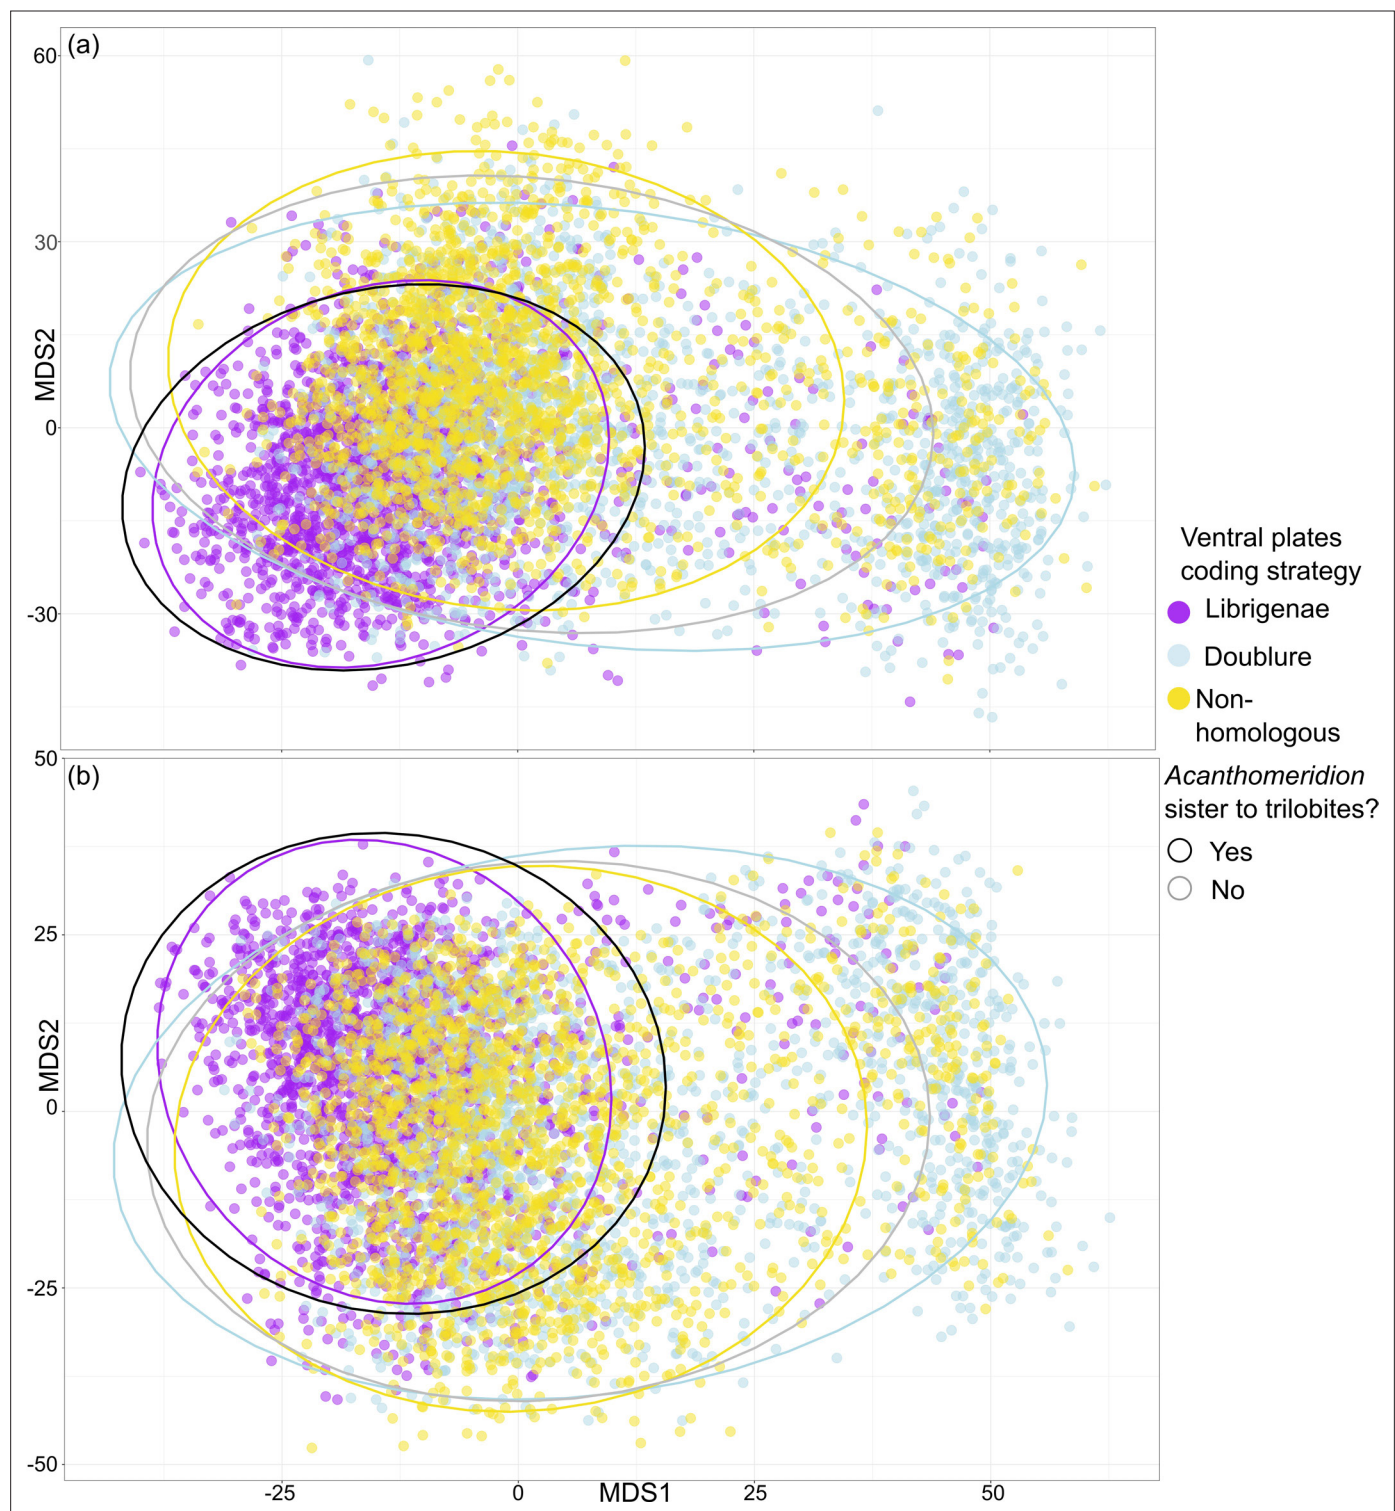 (a)
60
30
0
-30
MDS2
Ventral plates
coding strategy
Librigenae
Doublure
Non-
homologous
Acanthomeridion
sister to trilobites?
Yes
No
(b)
50
25
0
-25
-50
MDS2
-25
0
MDS1
25
50